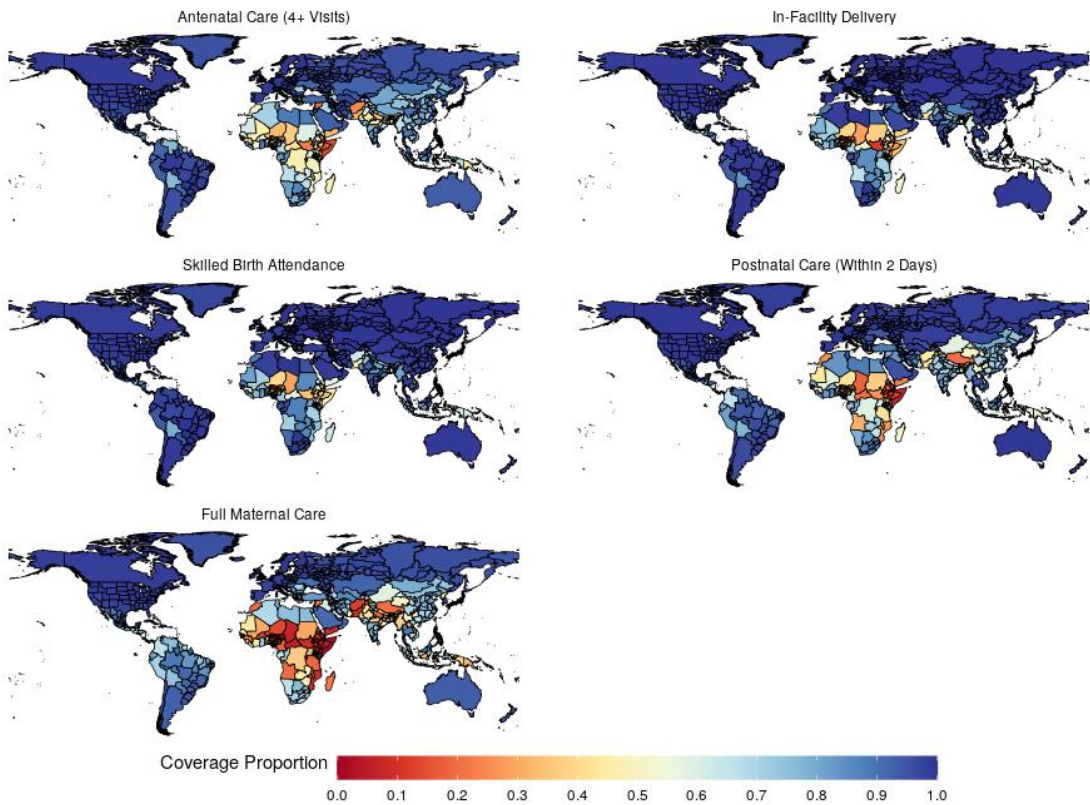 Antenatal Care (4+ Visits)
In-Facility Delivery
Skilled Birth Attendance
Postnatal Care (Within 2 Days)
Full Maternal Care
Coverage Proportion
0.0 0.1 0.2 0.3 0.4 0.5 0.6 0.7 0.8 0.9 1.0